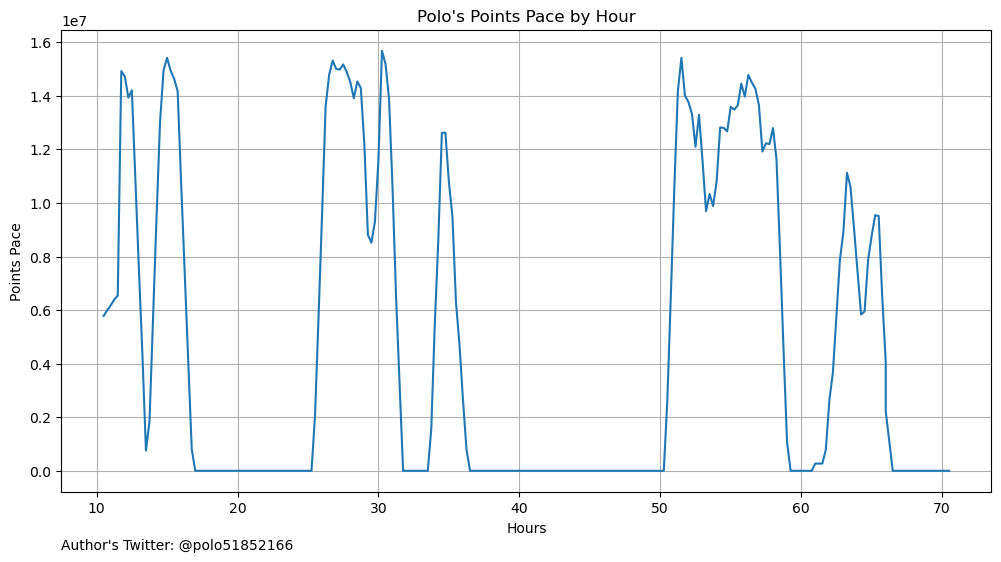 Polo's Points Pace by Hour
1e7
1.6
1.4
1.2
1.0
0.8
0.6
0.4
0.2
0.0
Points Pace
10 20 30 40 50 60 70
Hours
Author's Twitter: @polo51852166